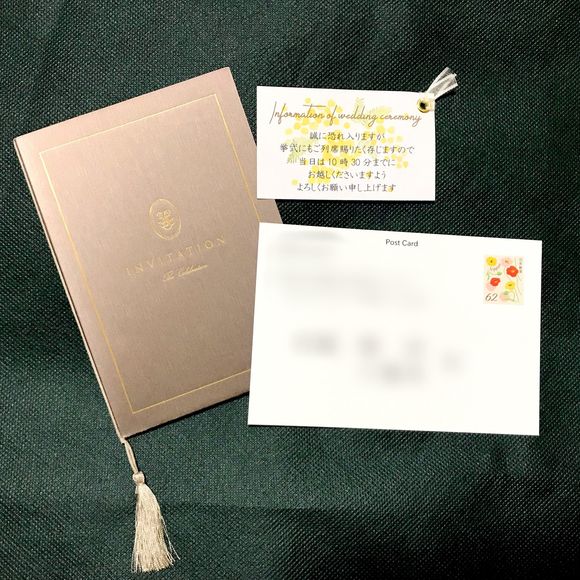 INVITATION
The Celebration
Information of wedding ceremony
誠に恐れ入りますが
挙式にもご列席賜りたく存じますので
当日は10時30分までに
お越しくださいますよう
よろしくお願い申し上げます
Post Card
62